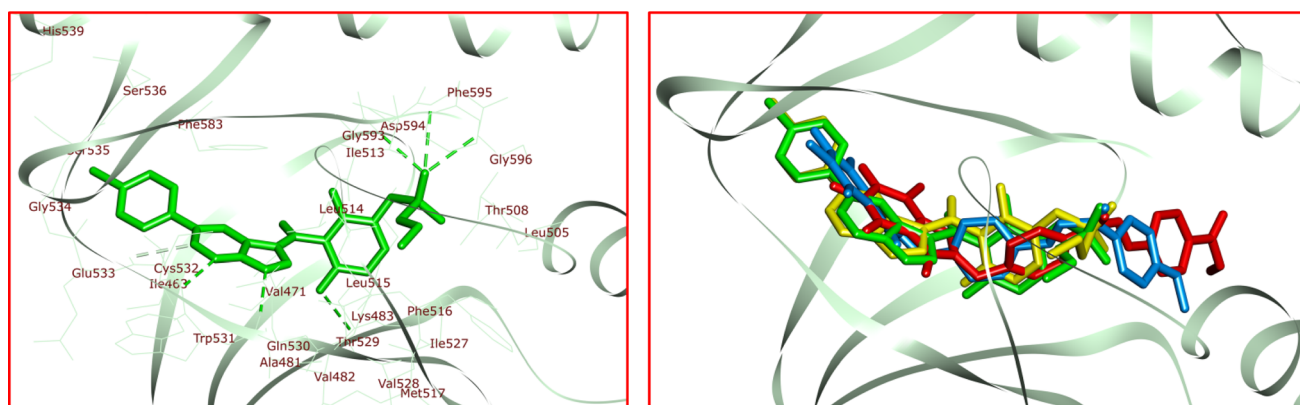 His539
Ser536
Phe595
Phe583
Asp594
Gly593
Ile513
Gly596
Gly534
Leu514
Thr508
Leu505
Glu533
Cys532
Ile463
Val471
Leu515
Lys483
Phe516
Trp531
Gln530
Thr529
Ile527
Ala481
Val482
Val528
Met517